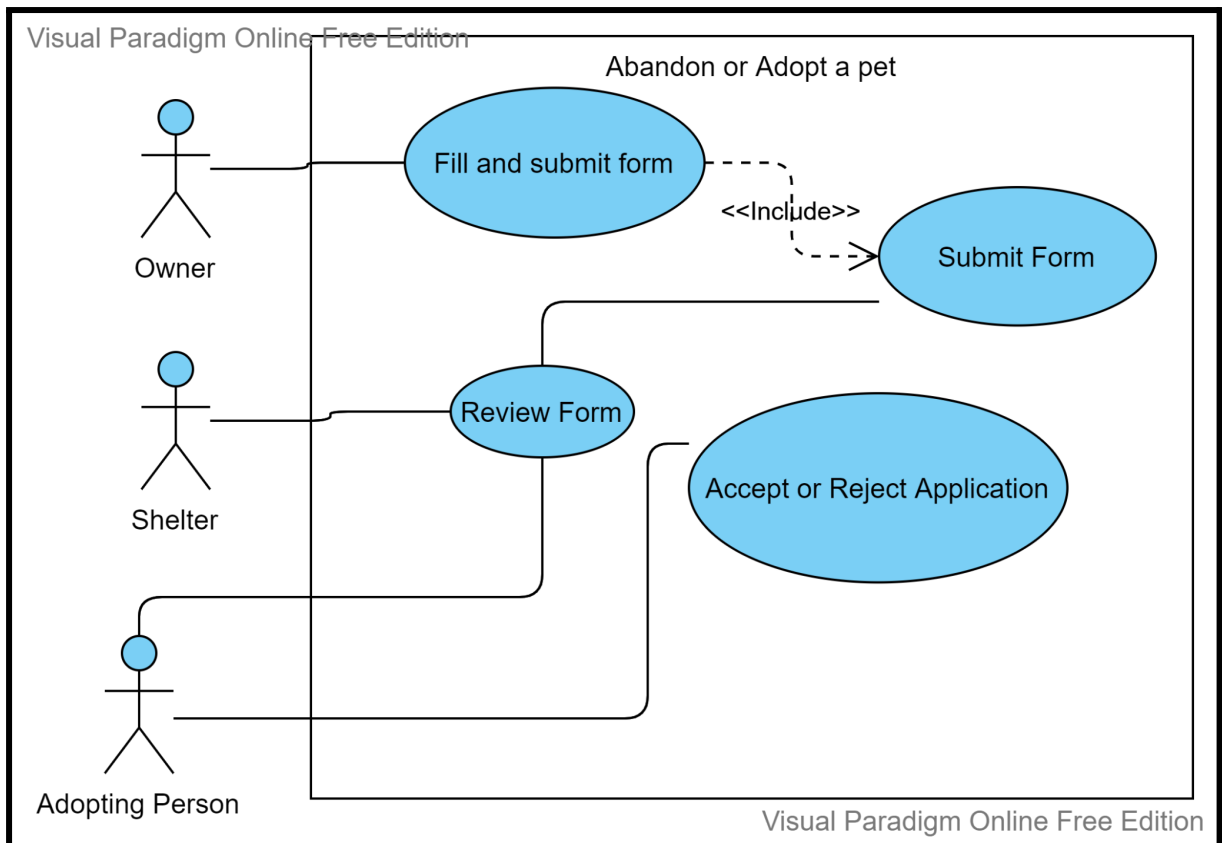 Visual Paradigm Online Free Edition
Abandon or Adopt a pet
Fill and submit form
<<Include>>
Submit Form
Owner
Review Form
Accept or Reject Application
Shelter
Adopting Person
Visual Paradigm Online Free Edition